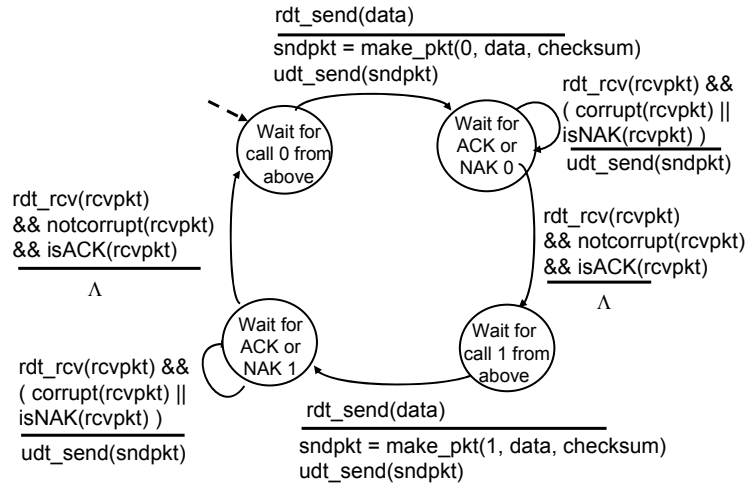 rdt_send(data)
sndpkt = make_pkt(0, data, checksum)
udt_send(sndpkt)
rdt_rcv(rcvpkt) &&
( corrupt(rcvpkt) ||
isNAK(rcvpkt) )
udt_send(sndpkt)
Wait for
call 0 from
above
Wait for
ACK or
NAK 0
rdt_rcv(rcvpkt)
&& notcorrupt(rcvpkt)
&& isACK(rcvpkt)
Λ
rdt_rcv(rcvpkt)
&& notcorrupt(rcvpkt)
&& isACK(rcvpkt)
Λ
Wait for
ACK or
NAK 1
Wait for
call 1 from
above
rdt_rcv(rcvpkt) &&
( corrupt(rcvpkt) ||
isNAK(rcvpkt) )
udt_send(sndpkt)
rdt_send(data)
sndpkt = make_pkt(1, data, checksum)
udt_send(sndpkt)